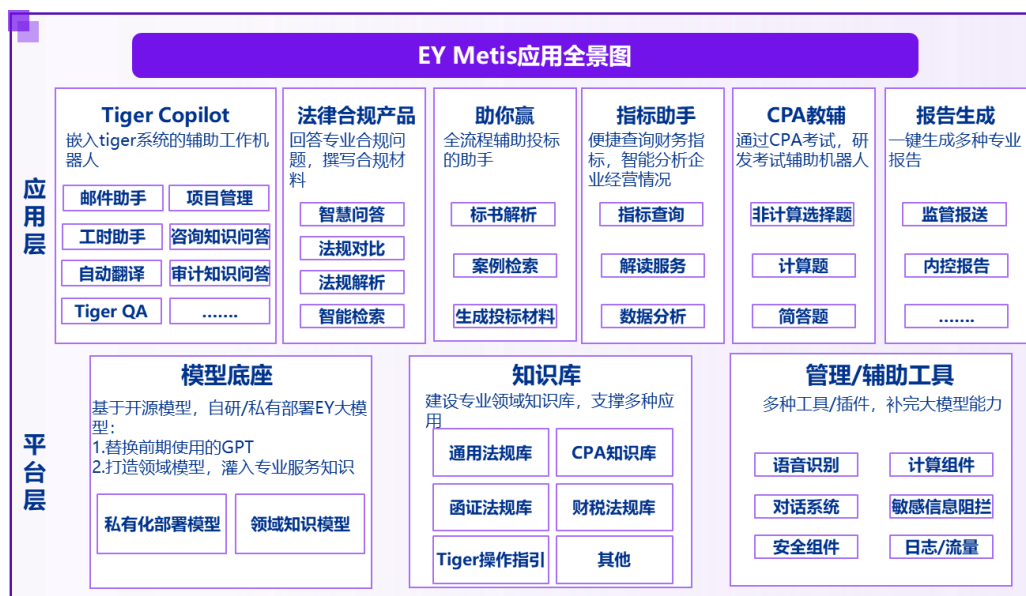 EY Metis应用全景图
应用层
Tiger Copilot
嵌入tiger系统的辅助工作机
器人
邮件助手
项目管理
工时助手
咨询知识问答
自动翻译
审计知识问答
Tiger QA
.......
法律合规产品
回答专业合规问
题，撰写合规材
料
智慧问答
法规对比
法规解析
智能检索
助你赢
全流程辅助投标
的助手
标书解析
案例检索
生成投标材料
指标助手
便捷查询财务指
标，智能分析企
业经营情况
指标查询
解读服务
数据分析
CPA教辅
通过CPA考试，研
发考试辅助机器人
非计算选择题
计算题
简答题
报告生成
一键生成多种专业
报告
监管报送
内控报告
.......
平台层
模型底座
基于开源模型，自研/私有部署EY大模
型：
1.替换前期使用的GPT
2.打造领域模型，灌入专业服务知识
私有化部署模型
领域知识模型
知识库
建设专业领域知识库，支撑多种应
用
通用法规库
CPA知识库
函证法规库
财税法规库
Tiger操作指引
其他
管理/辅助工具
多种工具/插件，补完大模型能力
语音识别
计算组件
对话系统
敏感信息阻拦
安全组件
日志/流量